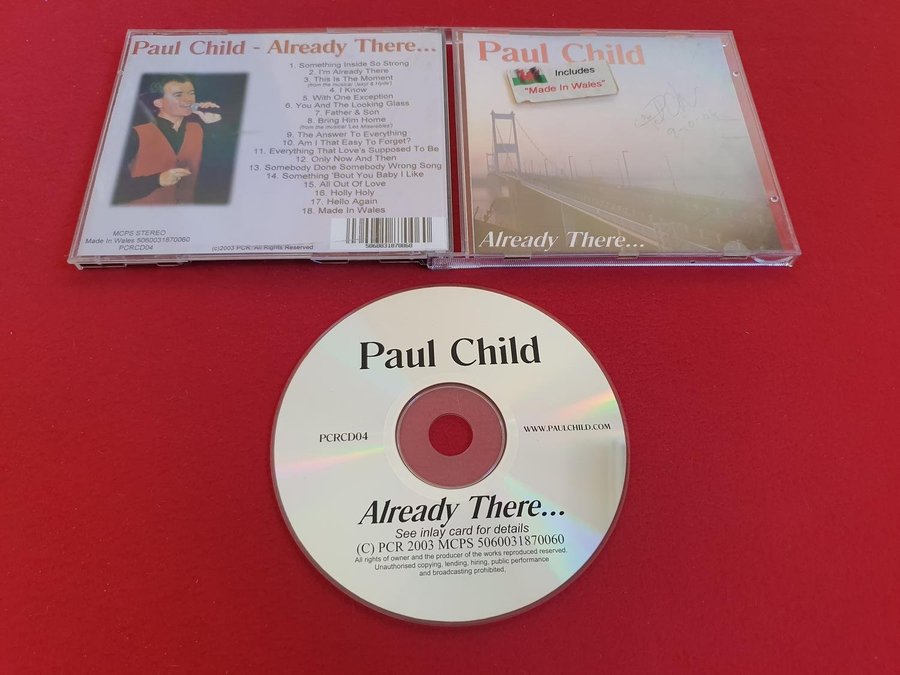 Paul Child - Already There...
1. Something Inside So Strong
2. I'm Already There
3. This Is The Moment
(from the musical 'Jekyl & Hyde')
4. I Know
5. With One Exception
6. You And The Looking Glass
7. Father & Son
8. Bring Him Home
(from the musical 'Les Miserables')
9. The Answer To Everything
10. Am I That Easy To Forget?
11. Everything That Love's Supposed To Be
12. Only Now And Then
13. Somebody Done Somebody Wrong Song
14. Something 'Bout You Baby I Like
15. All Out Of Love
16. Holly Holy
17. Hello Again
18. Made In Wales
MCPS STEREO
Made In Wales 5060031870060
PCRCD04
(c)2003 PCR. All Rights Reserved
5060031870060
Paul Child
Includes
"Made In Wales"
Already There...
Paul Child
PCRCD04
WWW.PAULCHILD.COM
Already There...
See inlay card for details
(C) PCR 2003 MCPS 5060031870060
All rights of owner and the producer of the works reproduced reserved.
Unauthorised copying, lending, hiring, public performance
and broadcasting prohibited,